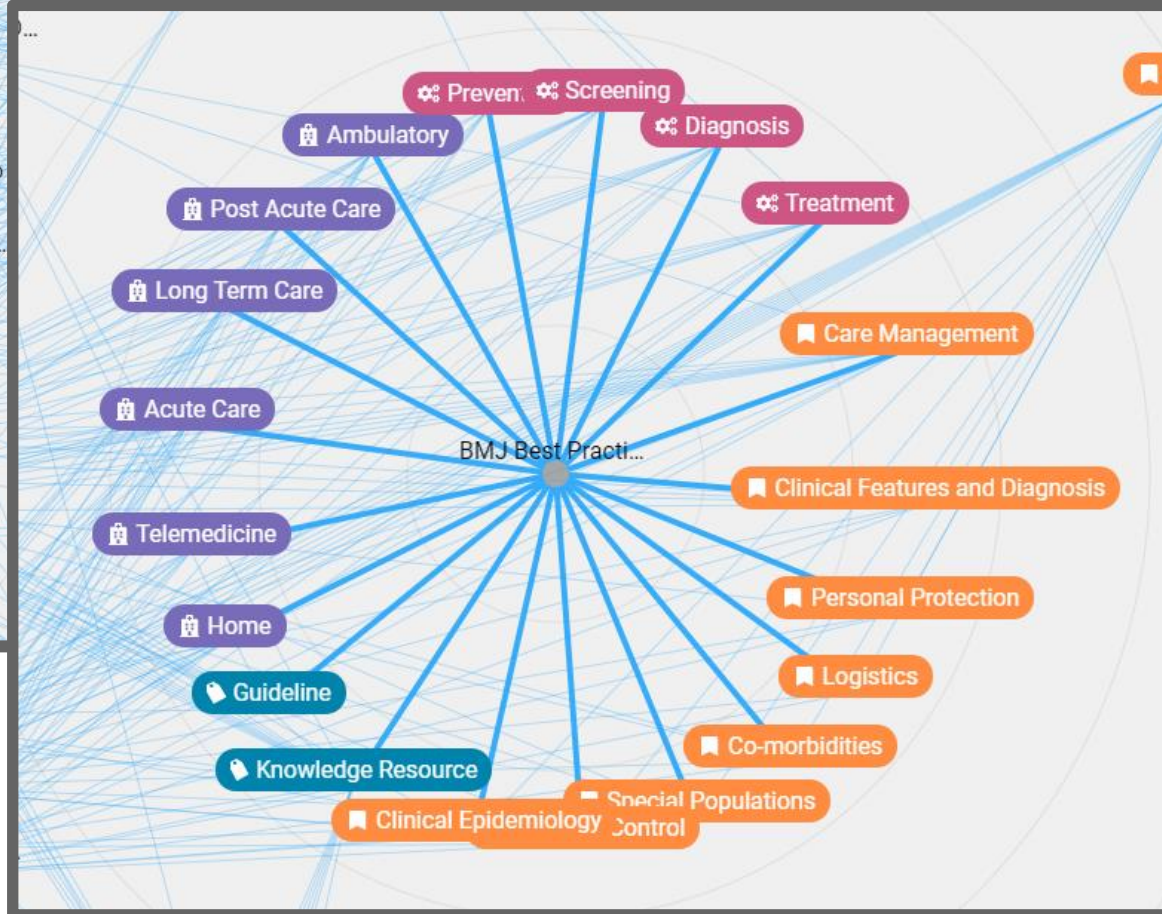 Preven
Screening
Diagnosis
Ambulatory
Treatment
Post Acute Care
Long Term Care
Care Management
Acute Care
BMJ Best Practi...
Clinical Features and Diagnosis
Telemedicine
Personal Protection
Home
Logistics
Guideline
Co-morbidities
Knowledge Resource
Special Populations
Clinical Epidemiology
Control